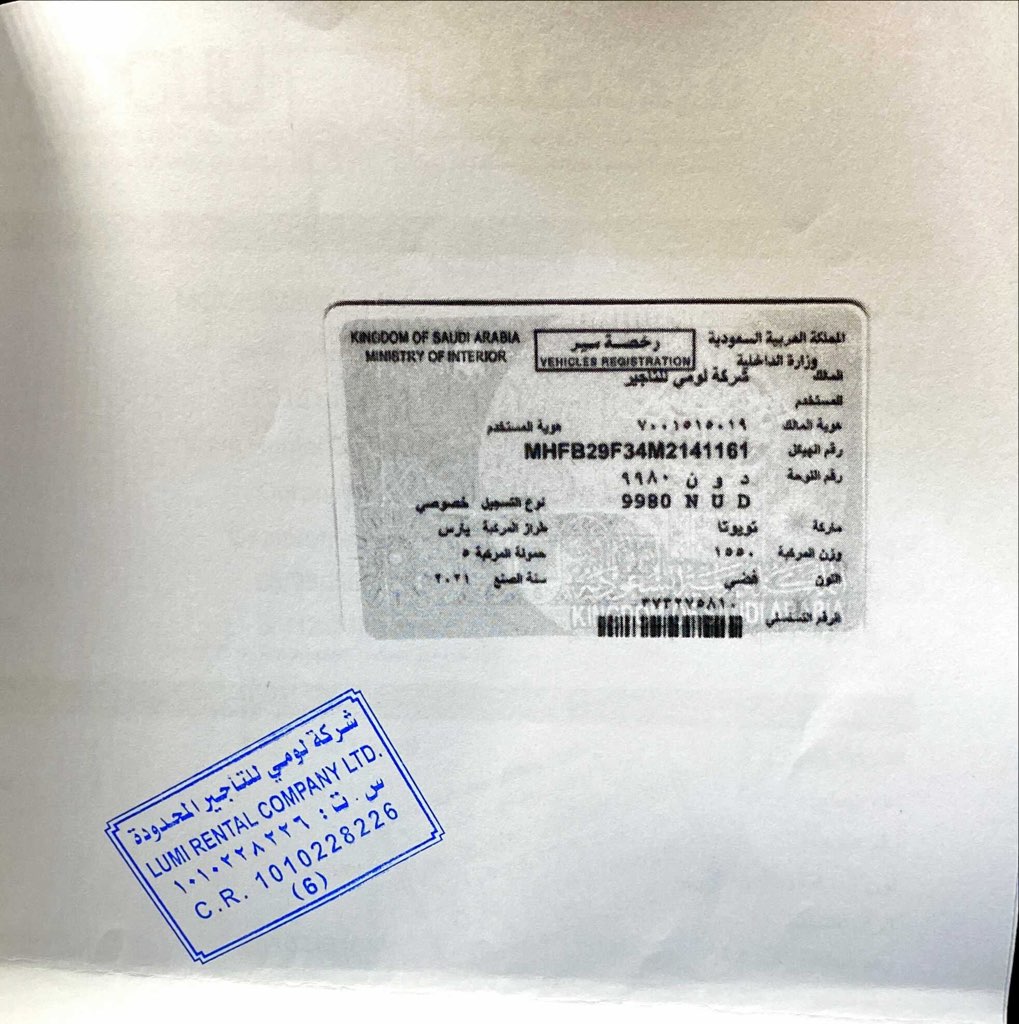 KINGDOM OF SAUDI ARABIA
MINISTRY OF INTERIOR
رخصة سير
VEHICLES REGISTRATION
المملكة العربية السعودية
وزارة الداخلية
المالك شركة لومي للتأجير
المستخدم
هوية المالك ٧٠٠١٥١٥٠١٩ هوية المستخدم
رقم الهيكل MHFB29F34M2141161
رقم اللوحة د و ن ٩٩٨٠
9980 N U D نوع التسجيل خصوصي
ماركة تويوتا طراز المركبة يارس
وزن المركبة ١٥٥٠ حمولة المركبة ٥
اللون فضي سنة الصنع ٢٠٢١
الرقم التسلسلي ٣٧٣٢٧٥٨١٠
شركة لومي للتأجير المحدودة
LUMI RENTAL COMPANY LTD.
س . ت : ١٠١٠٢٢٨٢٢٦
C.R. 1010228226
(6)